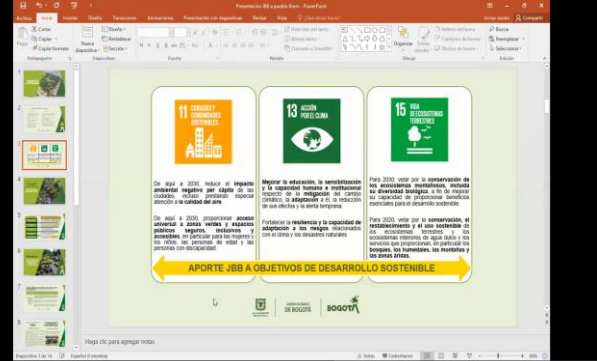 Presentación JBB a pueblo Rrom - PowerPoint
Archivo Inicio Insertar Diseño Transiciones Animaciones Presentación con diapositivas Revisar Vista
Iniciar sesión Compartir
Cortar
Copiar
Copiar formato
Portapapeles
Nueva diapositiva
Diseño
Restablecer
Sección
Diapositivas
Fuente
Párrafo
Organizar
Dibujo
Buscar
Reemplazar
Seleccionar
Edición
11 CIUDADES Y COMUNIDADES SOSTENIBLES
De aquí a 2030, reducir el impacto
ambiental negativo per cápita de las
ciudades, incluso prestando especial
atención a la calidad del aire
De aquí a 2030, proporcionar acceso
universal a zonas verdes y espacios
públicos seguros, inclusivos y
accesibles, en particular para las mujeres y
los niños, las personas de edad y las
personas con discapacidad
13 ACCIÓN POR EL CLIMA
Mejorar la educación, la sensibilización
y la capacidad humana e institucional
respecto de la mitigación del cambio
climático, la adaptación a él, la reducción
de sus efectos y la alerta temprana.
Fortalecer la resiliencia y la capacidad de
adaptación a los riesgos relacionados
con el clima y los desastres naturales
15 VIDA DE ECOSISTEMAS TERRESTRES
Para 2030, velar por la conservación de
los ecosistemas montañosos, incluida
su diversidad biológica, a fin de mejorar
su capacidad de proporcionar beneficios
esenciales para el desarrollo sostenible.
Para 2020, velar por la conservación, el
restablecimiento y el uso sostenible de
los ecosistemas terrestres y los
ecosistemas interiores de agua dulce y los
servicios que proporcionan, en particular los
bosques, los humedales, las montañas y
las zonas áridas.
APORTE JBB A OBJETIVOS DE DESARROLLO SOSTENIBLE
DE BOGOTÁ
BOGOTÁ
Haga clic para agregar notas
Diapositiva 3 de 16 Español (Colombia)
Notas Comentarios